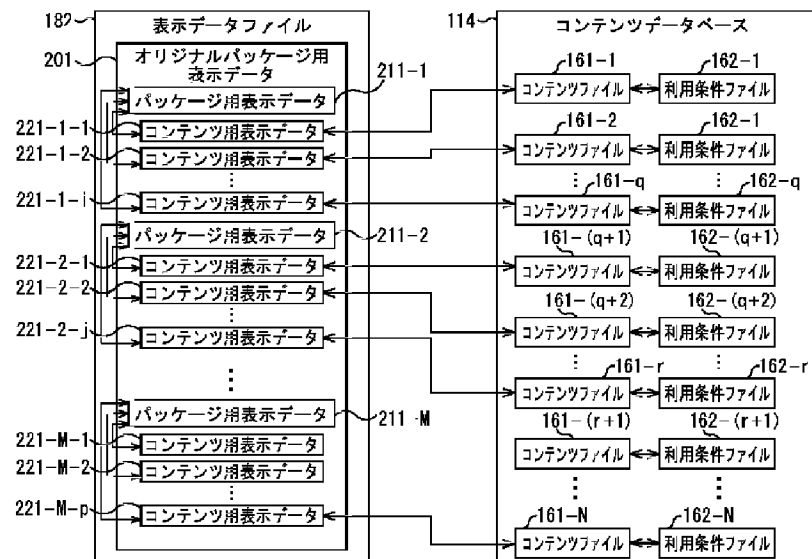 182
表示データファイル
201
オリジナルパッケージ用
表示データ
211-1
パッケージ用表示データ
221-1-1
コンテンツ用表示データ
221-1-2
コンテンツ用表示データ
221-1-i
コンテンツ用表示データ
211-2
パッケージ用表示データ
221-2-1
コンテンツ用表示データ
221-2-2
コンテンツ用表示データ
221-2-j
コンテンツ用表示データ
パッケージ用表示データ
211-M
221-M-1
コンテンツ用表示データ
221-M-2
コンテンツ用表示データ
221-M-p
コンテンツ用表示データ
114
コンテンツデータベース
161-1 162-1
コンテンツファイル 利用条件ファイル
161-2 162-1
コンテンツファイル 利用条件ファイル
161-q 162-q
コンテンツファイル 利用条件ファイル
161-(q+1) 162-(q+1)
コンテンツファイル 利用条件ファイル
161-(q+2) 162-(q+2)
コンテンツファイル 利用条件ファイル
161-r 162-r
コンテンツファイル 利用条件ファイル
161-(r+1) 162-(r+1)
コンテンツファイル 利用条件ファイル
161-N 162-N
コンテンツファイル 利用条件ファイル